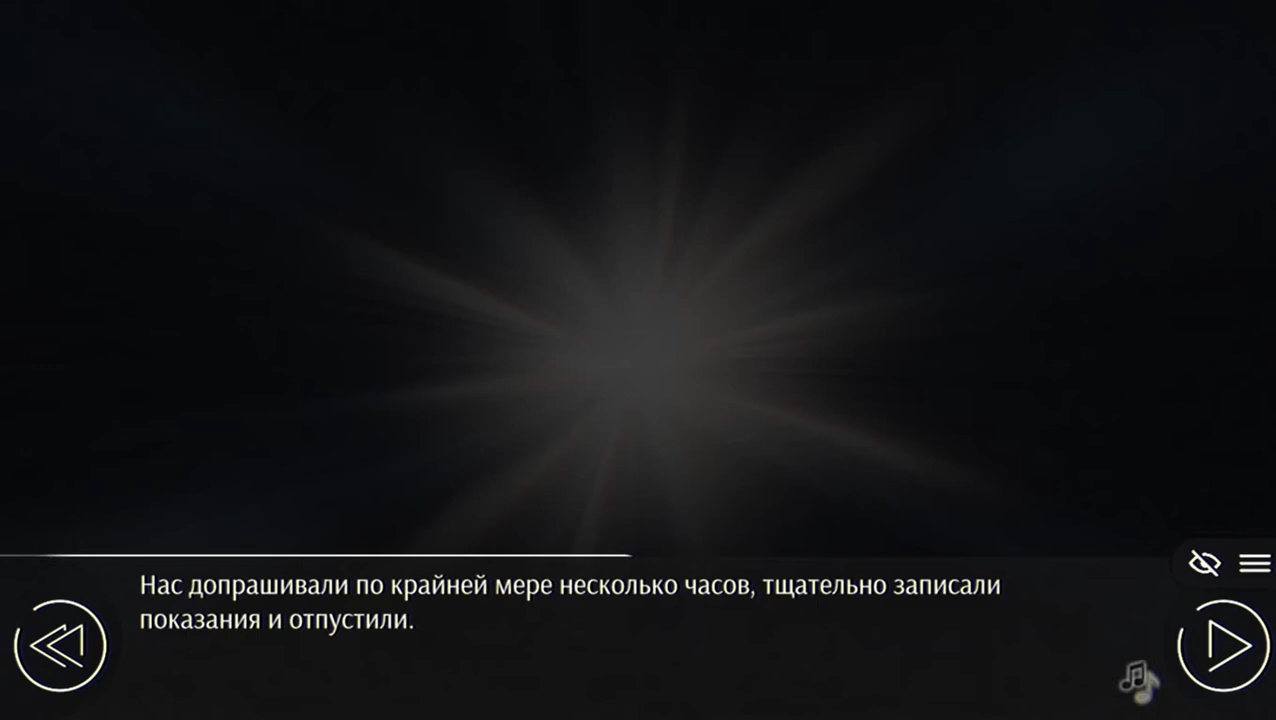 Нас допрашивали по крайней мере несколько часов, тщательно записали
показания и отпустили.